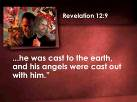 Revelation 12:9
...he was cast to the earth,
and his angels were cast out
with him."